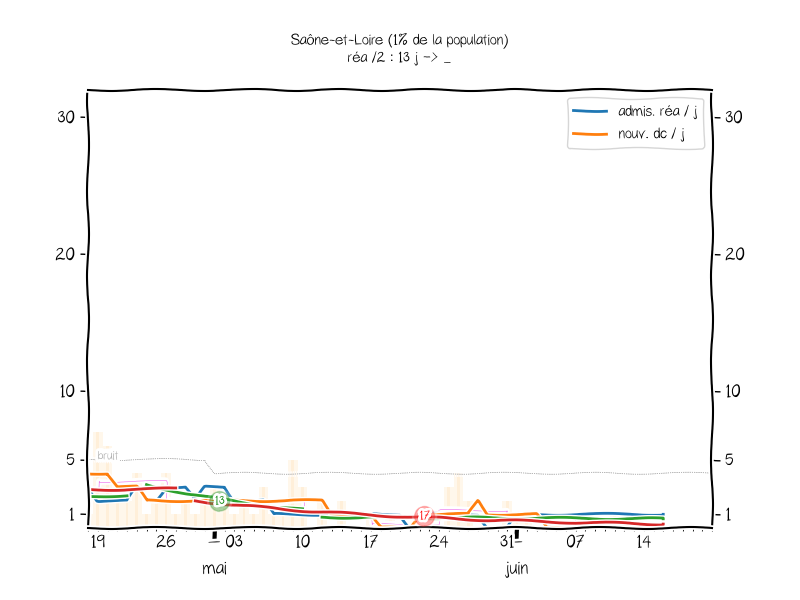 Saône-et-Loire (1% de la population)
réa /2 : 13 j -> _
admis. réa / j
nouv. dc / j
30 30
20 20
10 10
5 5
1 1
bruit
13
17
19 26 03 10 17 24 31 07 14
mai juin